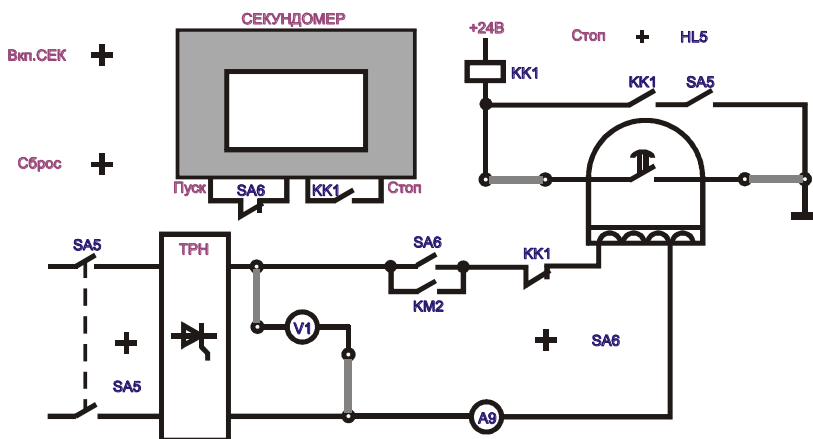 СЕКУНДОМЕР
+24В
Стоп
HL5
Вкл.СЕК
КК1
КК1
SA5
Сброс
Пуск
SA6
КК1
Стоп
SA5
ТРН
SA6
КК1
КМ2
V1
SA6
SA5
А9